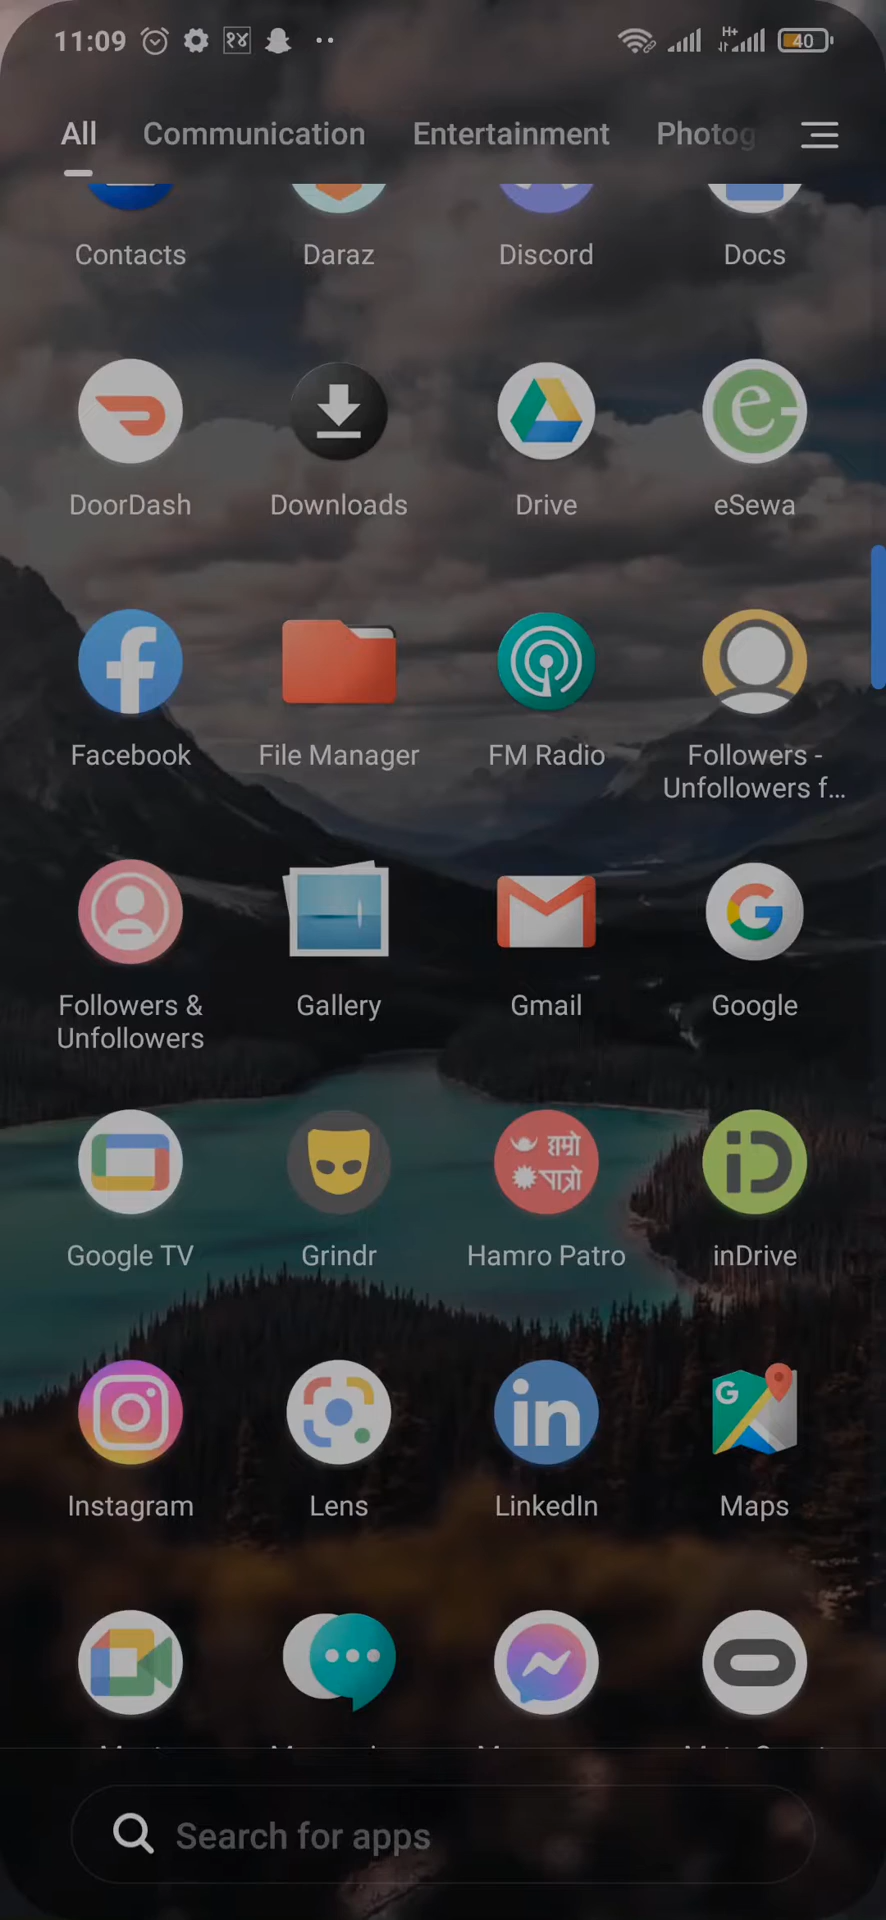 11:09 १४ H+ 40
All Communication Entertainment Photog
Contacts Daraz Discord Docs
DoorDash Downloads Drive eSewa
Facebook File Manager FM Radio Followers -
Unfollowers f...
हाम्रो
पात्रो
Followers & Gallery Gmail Google
Unfollowers
Google TV Grindr Hamro Patro inDrive
Instagram Lens LinkedIn Maps
Search for apps